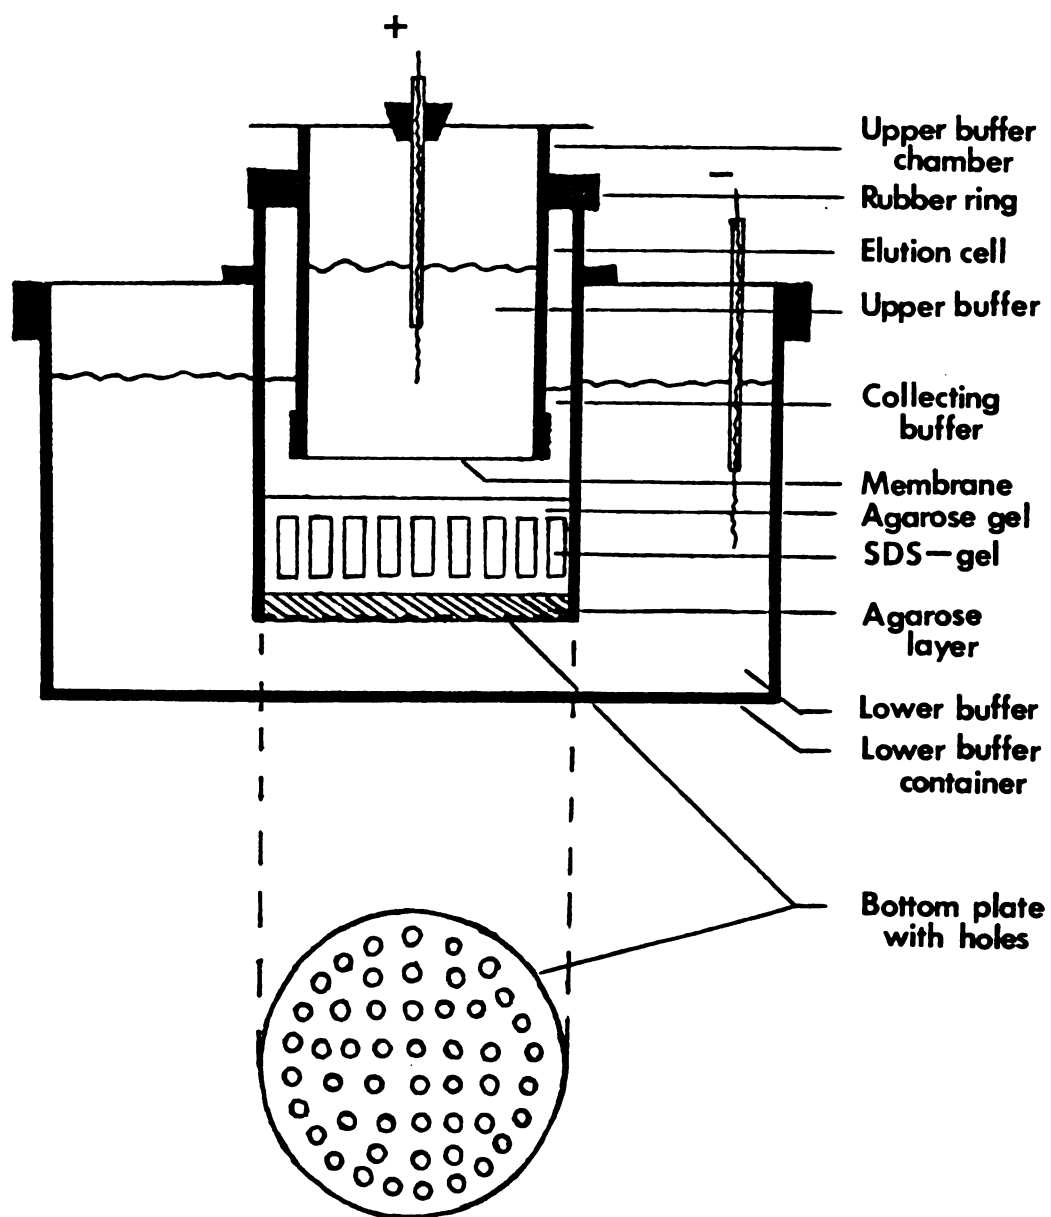 +
Upper buffer
chamber
–
Rubber ring
Elution cell
Upper buffer
Collecting
buffer
Membrane
Agarose gel
SDS—gel
Agarose
layer
Lower buffer
Lower buffer
container
Bottom plate
with holes